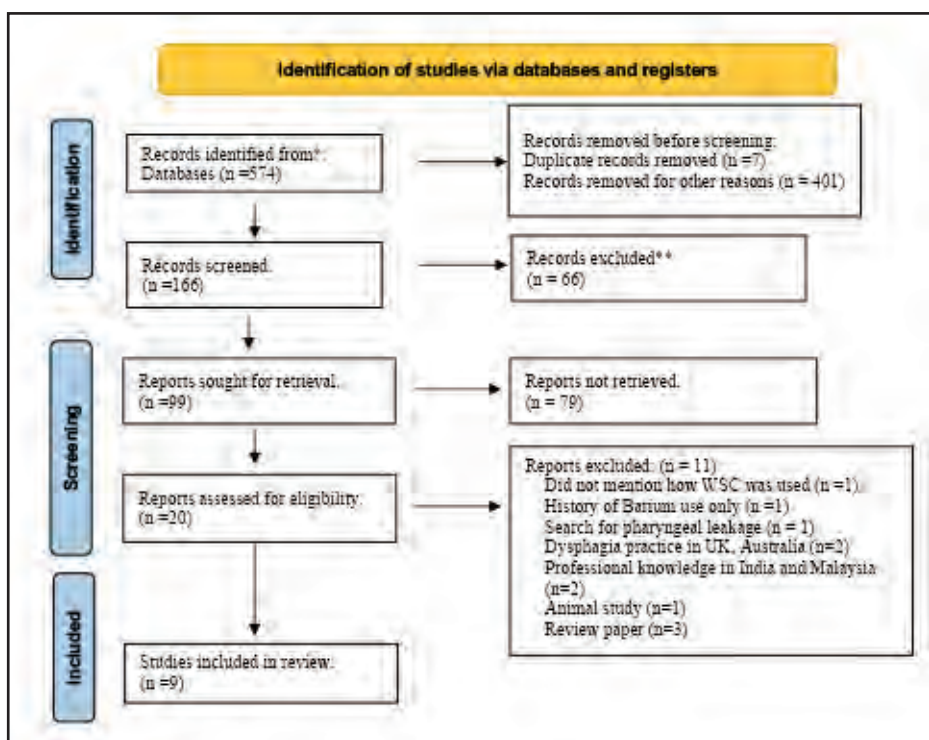 Identification of studies via databases and registers
Identification
Records identified from*:
Databases (n =574)
Records removed before screening:
Duplicate records removed (n =7)
Records removed for other reasons (n = 401)
Records screened.
(n =166)
Records excluded**
(n = 66)
Screening
Reports sought for retrieval.
(n =99)
Reports not retrieved.
(n = 79)
Reports assessed for eligibility:
(n =20)
Reports excluded: (n = 11)
Did not mention how WSC was used (n =1).
History of Barium use only (n =1)
Search for pharyngeal leakage (n = 1)
Dysphagia practice in UK, Australia (n=2)
Professional knowledge in India and Malaysia
(n=2)
Animal study (n=1)
Review paper (n=3)
Included
Studies included in review.
(n =9)